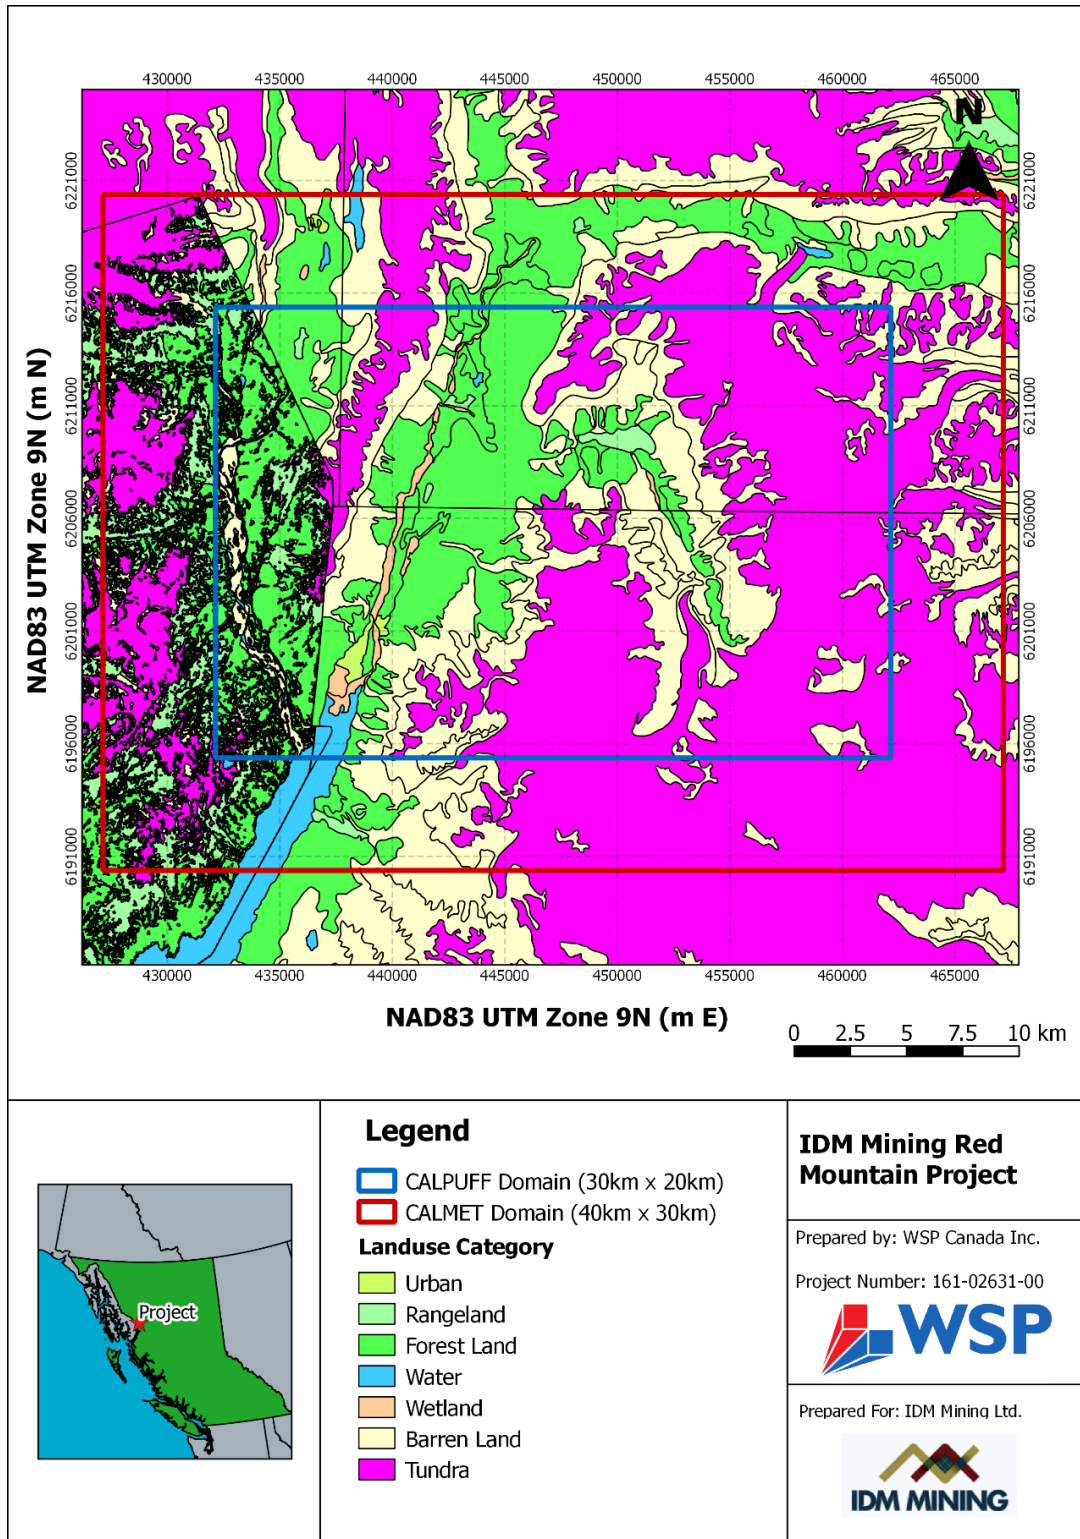 430000 435000 440000 445000 450000 455000 460000 465000
N
6221000 6221000
6216000 6216000
6211000 6211000
6206000 6206000
6201000 6201000
6196000 6196000
6191000 6191000
NAD83 UTM Zone 9N (m N)
430000 435000 440000 445000 450000 455000 460000 465000
NAD83 UTM Zone 9N (m E)
0 2.5 5 7.5 10 km
Project
Legend
CALPUFF Domain (30km x 20km)
CALMET Domain (40km x 30km)
Landuse Category
Urban
Rangeland
Forest Land
Water
Wetland
Barren Land
Tundra
IDM Mining Red
Mountain Project
Prepared by: WSP Canada Inc.
Project Number: 161-02631-00
WSP
Prepared For: IDM Mining Ltd.
IDM MINING